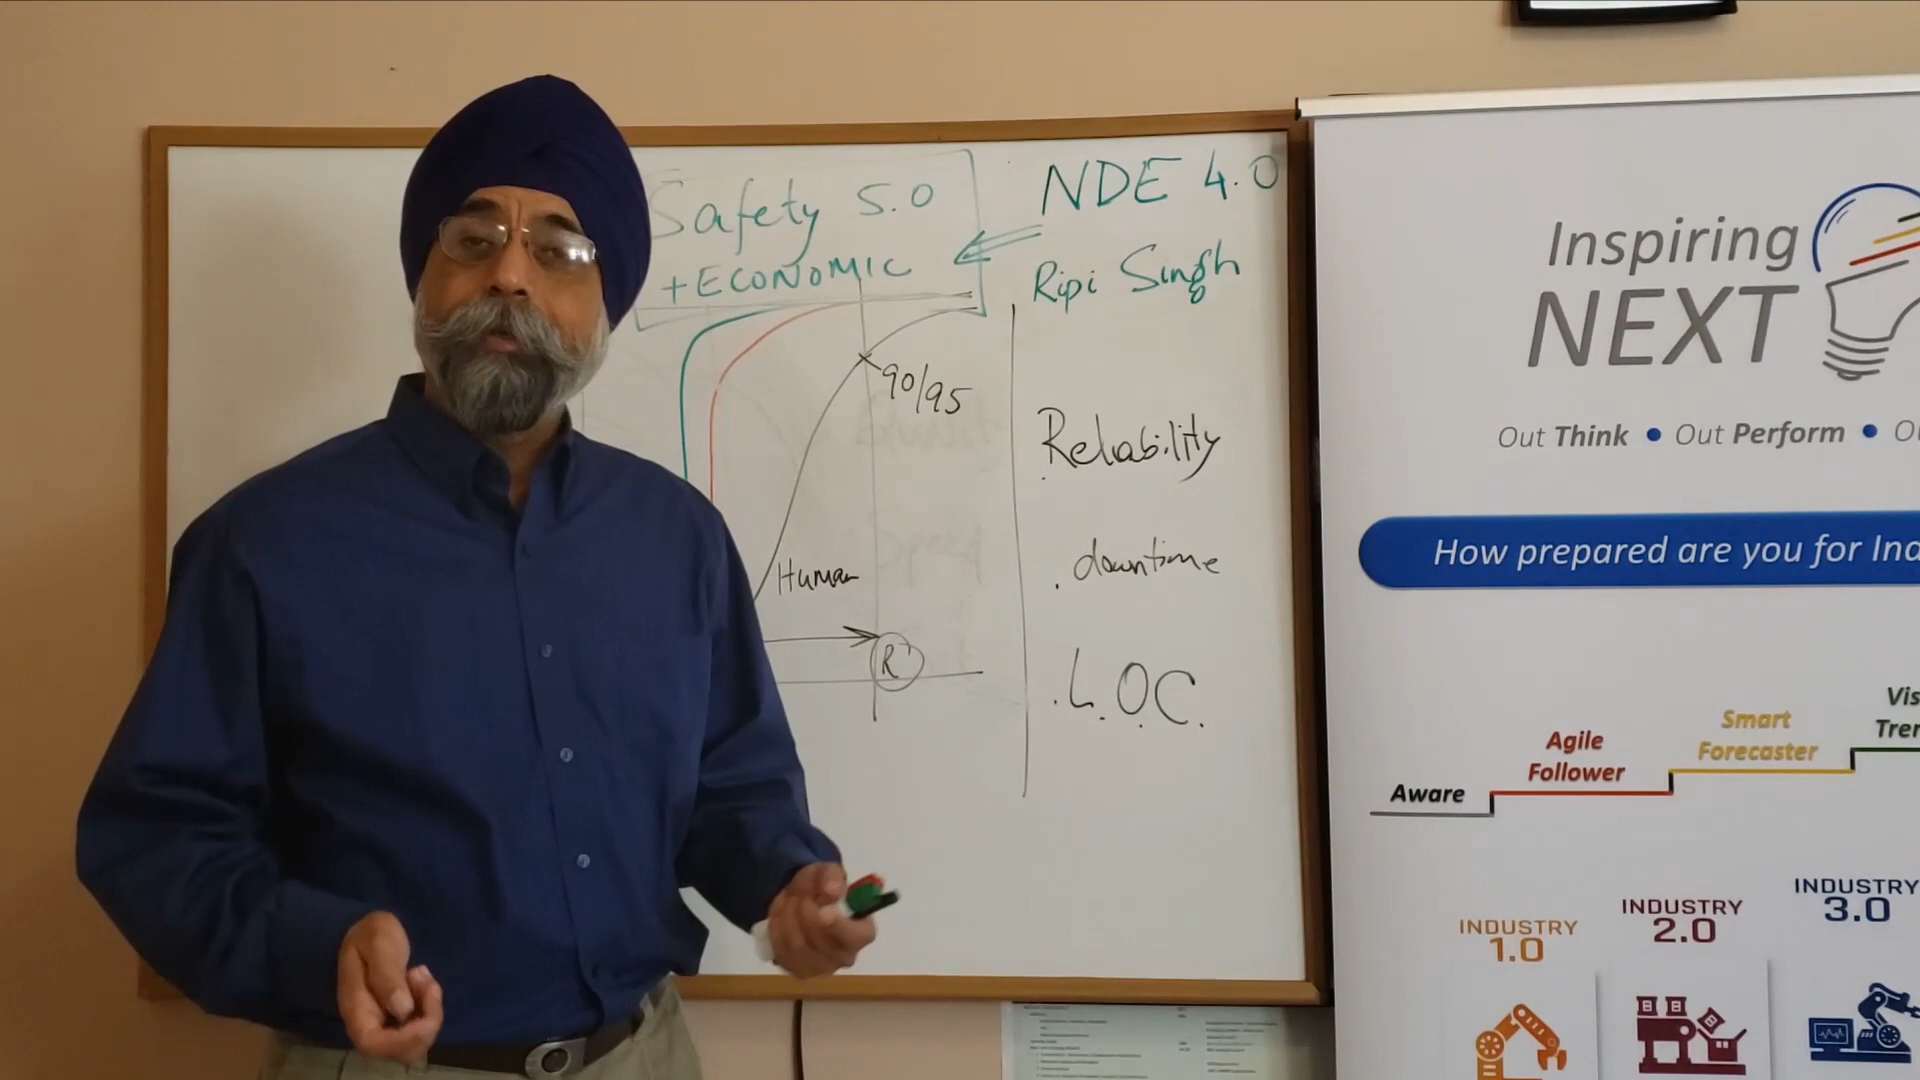 Safety 5.0
+ ECONOMIC
NDE 4.0
Ripi Singh
90/95
Human
R'
Reliability
. downtime
. L.O.C.
Inspiring
NEXT
Out Think • Out Perform •
How prepared are you for Ind
Aware
Agile
Follower
Smart
Forecaster
Vis
Tren
INDUSTRY
1.0
INDUSTRY
2.0
INDUSTRY
3.0